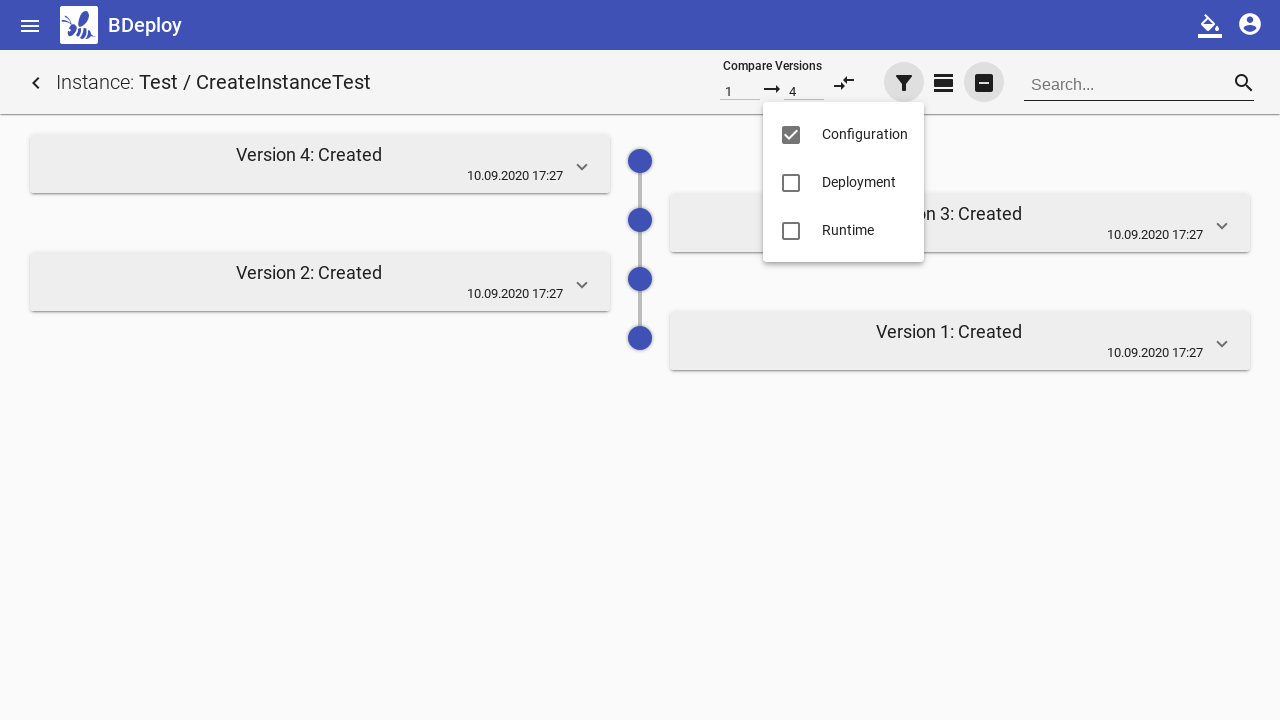 BDeploy
Instance: Test / CreateInstanceTest
Compare Versions
1
4
Search...
Configuration
Deployment
Runtime
Version 4: Created
10.09.2020 17:27
n 3: Created
10.09.2020 17:27
Version 2: Created
10.09.2020 17:27
Version 1: Created
10.09.2020 17:27